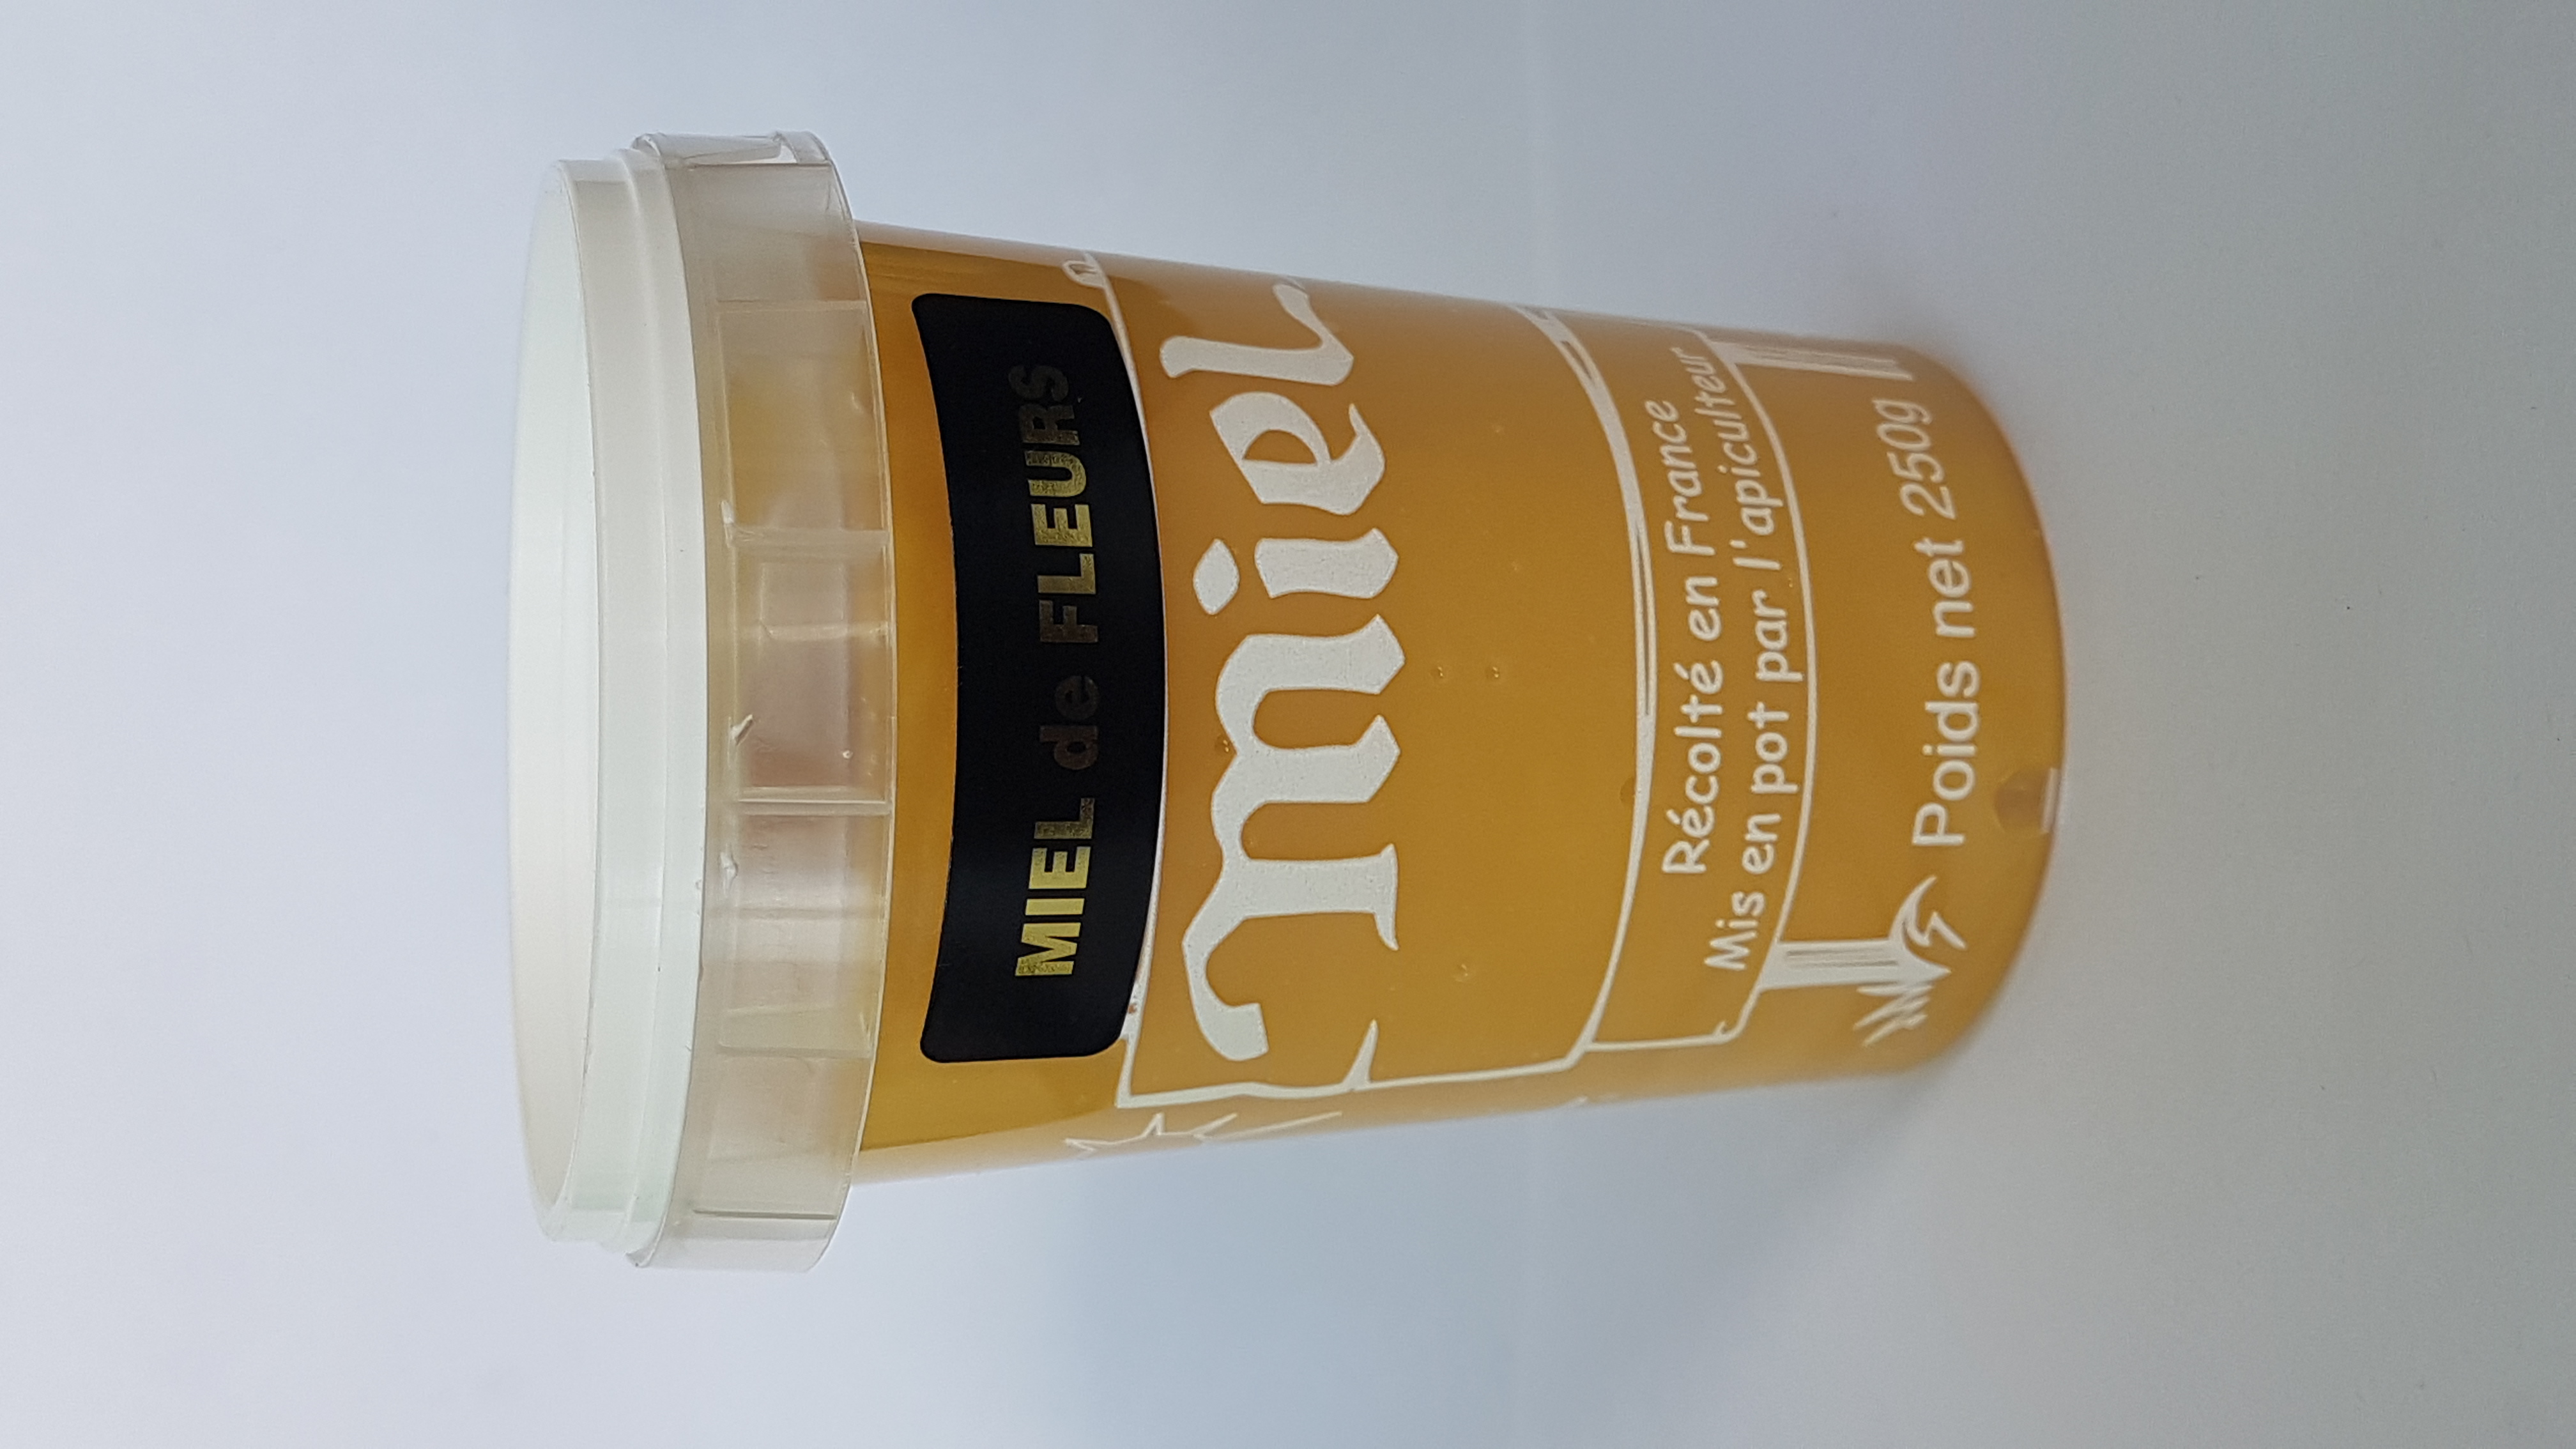 MIEL de FLEURS
miel
Récolté en France
Mis en pot par l'apiculteur
Poids net 250g